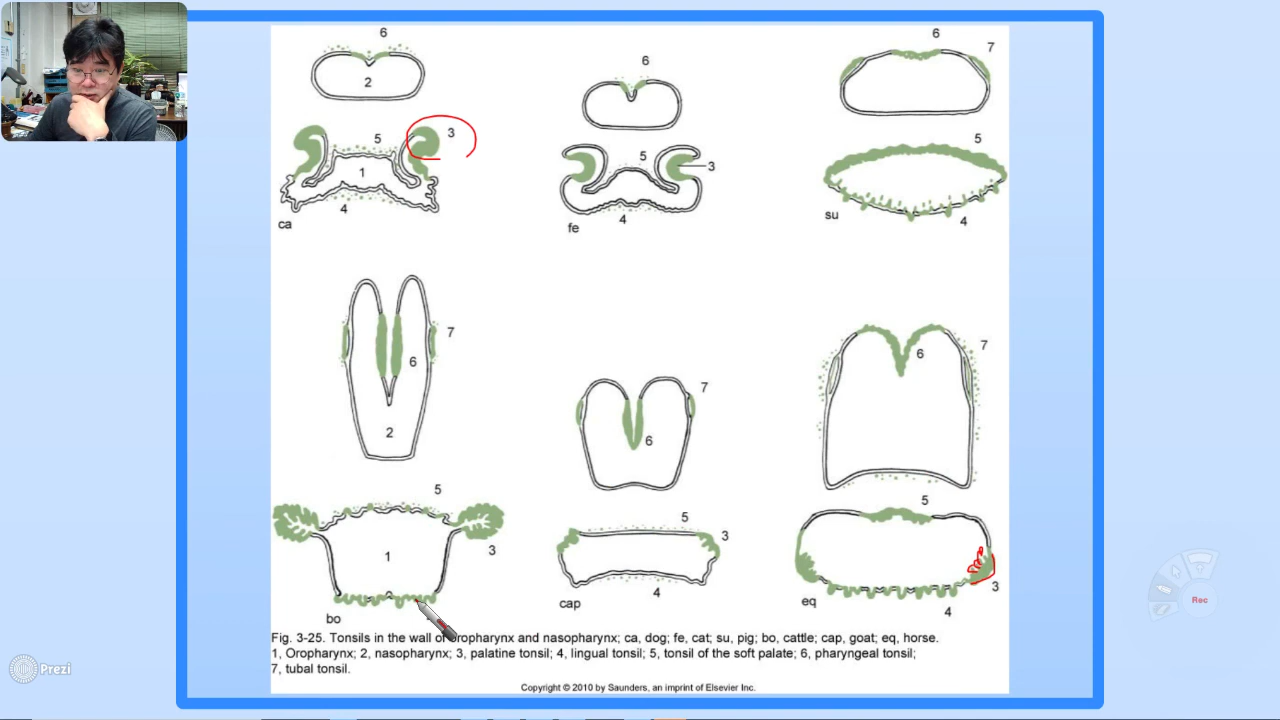 6
2
5
3
1
4
ca
6
5
3
4
fe
6
7
5
4
su
7
6
2
5
1
3
bo
7
6
5
3
4
cap
7
6
5
3
4
eq
Fig. 3-25. Tonsils in the wall of Oropharynx and nasopharynx; ca, dog; fe, cat; su, pig; bo, cattle; cap, goat; eq, horse.
1, Oropharynx; 2, nasopharynx; 3, palatine tonsil; 4, lingual tonsil; 5, tonsil of the soft palate; 6, pharyngeal tonsil;
7, tubal tonsil.
Copyright © 2010 by Saunders, an imprint of Elsevier Inc.
Prezi
Rec